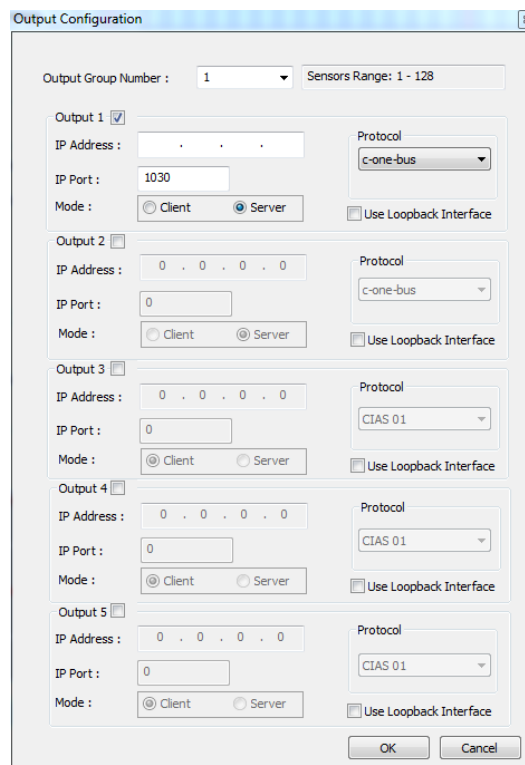 Output Configuration
Output Group Number : 1 Sensors Range: 1 - 128
Output 1
IP Address : . . .
Protocol
c-one-bus
IP Port : 1030
Mode : Client Server
Use Loopback Interface
Output 2
IP Address : 0 . 0 . 0 . 0
Protocol
c-one-bus
IP Port : 0
Mode : Client Server
Use Loopback Interface
Output 3
IP Address : 0 . 0 . 0 . 0
Protocol
CIAS 01
IP Port : 0
Mode : Client Server
Use Loopback Interface
Output 4
IP Address : 0 . 0 . 0 . 0
Protocol
CIAS 01
IP Port : 0
Mode : Client Server
Use Loopback Interface
Output 5
IP Address : 0 . 0 . 0 . 0
Protocol
CIAS 01
IP Port : 0
Mode : Client Server
Use Loopback Interface
OK Cancel